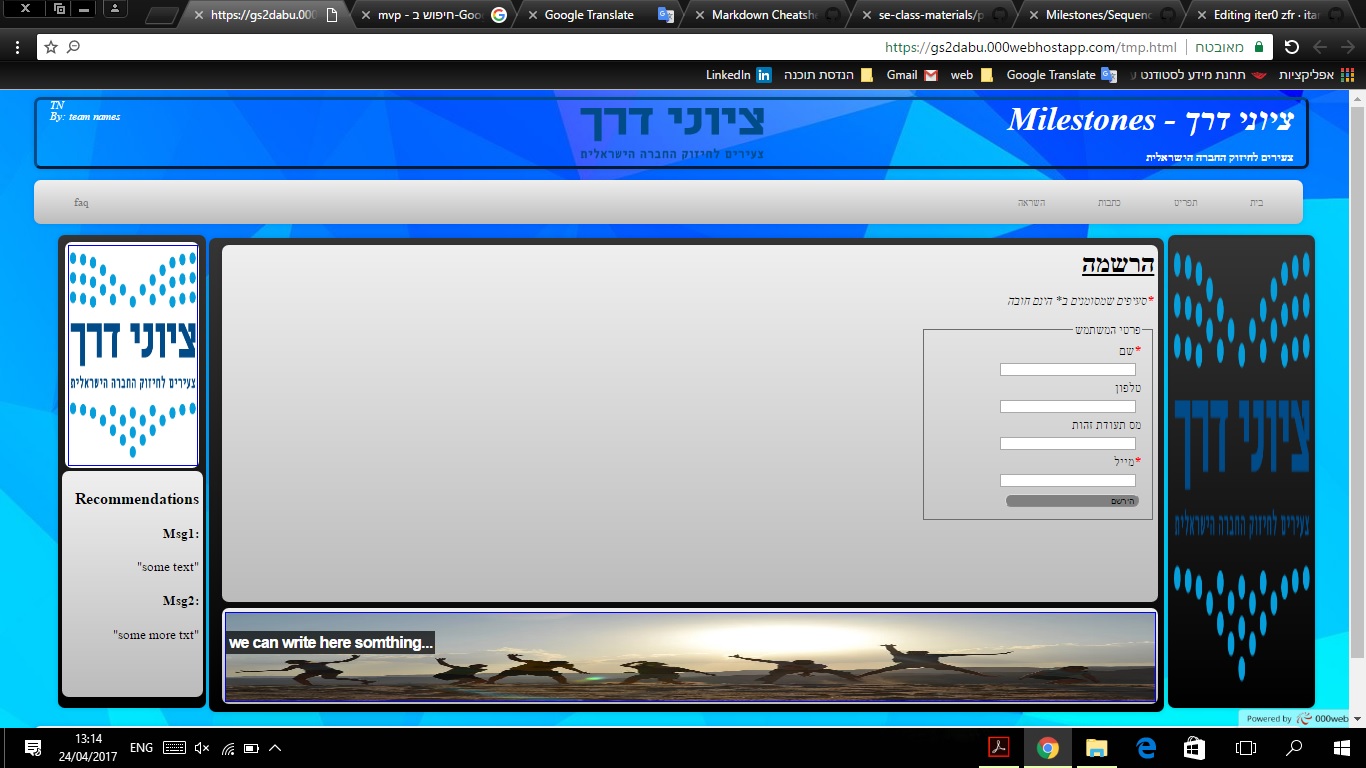 https://gs2dabu.000
mvp - חיפוש ב-Goo
Google Translate
Markdown Cheatshe
se-class-materials/p
Milestones/Sequenc
Editing iter0 zfr · itar
https://gs2dabu.000webhostapp.com/tmp.html
מאובטח
אפליקציות
תחנת מידע לסטודנט
Google Translate
web
Gmail
הנדסת תוכנה
LinkedIn
ציוני דרך - Milestones
צעירים לחיזוק החברה הישראלית
ציוני דרך
צעירים לחיזוק החברה הישראלית
TN
By: team names
בית
תפריט
כתבות
השראה
faq
ציוני דרך
צעירים לחיזוק החברה הישראלית
הרשמה
*סעיפים שמסומנים ב* הינם חובה
פרטי המשתמש
*שם
טלפון
מס תעודת זהות
*מייל
הירשם
we can write here somthing...
ציוני דרך
צעירים לחיזוק החברה הישראלית
Recommendations
Msg1:
"some text"
Msg2:
"some more txt"
Powered by 000web
13:14
24/04/2017
ENG